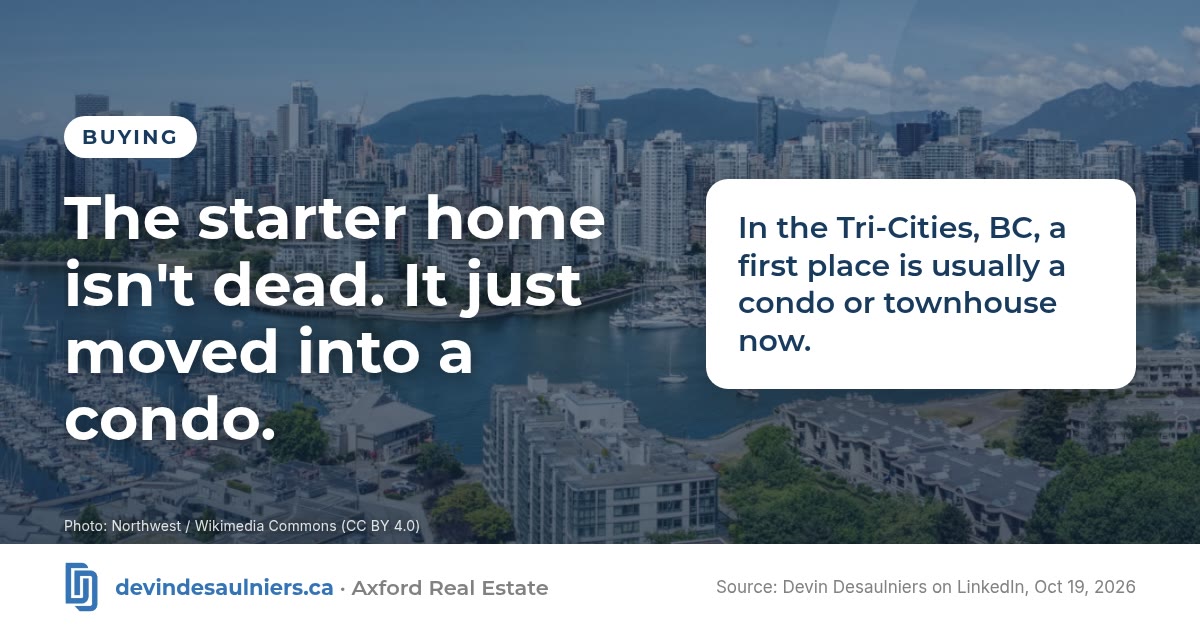 BUYING
The starter home
isn't dead. It just
moved into a
condo.
In the Tri-Cities, BC, a
first place is usually a
condo or townhouse
now.
Photo: Northwest / Wikimedia Commons (CC BY 4.0)
devindesaulniers.ca · Axford Real Estate
Source: Devin Desaulniers on LinkedIn, Oct 19, 2026